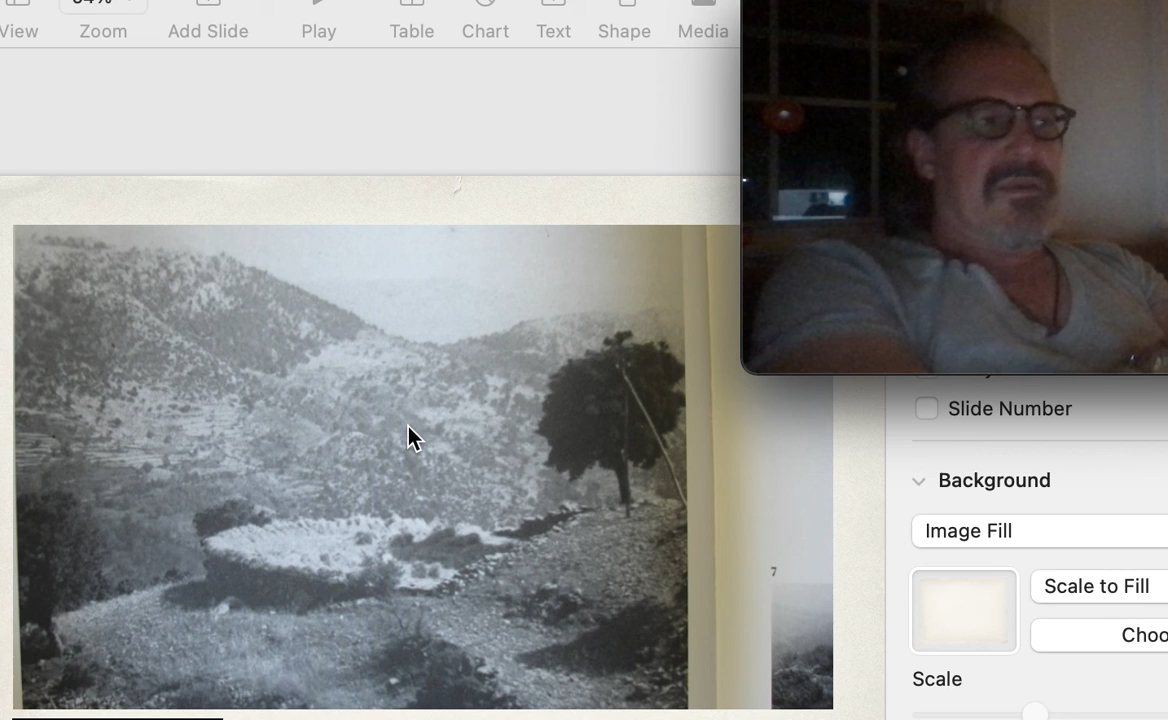 View Zoom Add Slide Play Table Chart Text Shape Media
Slide Number
Background
Image Fill
7
Scale to Fill
Scale